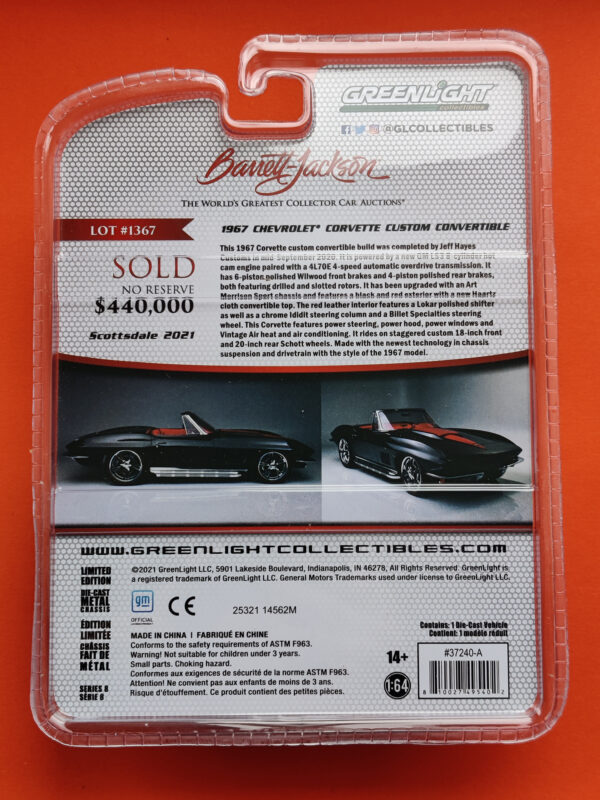 GREENLIGHT
collectibles
@GLCOLLECTIBLES
Barrett-Jackson
THE WORLD'S GREATEST COLLECTOR CAR AUCTIONS®
LOT #1367
1967 CHEVROLET® CORVETTE CUSTOM CONVERTIBLE
SOLD
NO RESERVE
$440,000
Scottsdale 2021
This 1967 Corvette custom convertible build was completed by Jeff Hayes
Customs in mid-September 2020. It is powered by a new GM LS3 8-cylinder hot
cam engine paired with a 4L70E 4-speed automatic overdrive transmission. It
has 6-piston polished Wilwood front brakes and 4-piston polished rear brakes,
both featuring drilled and slotted rotors. It has been upgraded with an Art
Morrison Sport chassis and features a black and red exterior with a new Haartz
cloth convertible top. The red leather interior features a Lokar polished shifter
as well as a chrome Ididit steering column and a Billet Specialties steering
wheel. This Corvette features power steering, power hood, power windows and
Vintage Air heat and air conditioning. It rides on staggered custom 18-inch front
and 20-inch rear Schott wheels. Made with the newest technology in chassis
suspension and drivetrain with the style of the 1967 model.
WWW.GREENLIGHTCOLLECTIBLES.COM
LIMITED
EDITION
DIE-CAST
METAL
CHASSIS
ÉDITION
LIMITÉE
CHÂSSIS
FAIT DE
MÉTAL
SERIES 8
SÉRIE 8
©2021 GreenLight LLC, 5901 Lakeside Boulevard, Indianapolis, IN 46278, All Rights Reserved. GreenLight is
a registered trademark of GreenLight LLC. General Motors Trademarks used under license to GreenLight LLC.
gm
OFFICIAL
CE
25321 14562M
MADE IN CHINA | FABRIQUÉ EN CHINE
Conforms to the safety requirements of ASTM F963.
Warning! Not suitable for children under 3 years.
Small parts. Choking hazard.
Conformes aux exigences de sécurité de la norme ASTM F963.
Attention! Ne convient pas aux enfants de moins de 3 ans.
Risque d'étouffement. Ce produit contient des petites pièces.
14+
1:64
Contains: 1 Die-Cast Vehicle
Contient: 1 modèle réduit
#37240-A
8 10027 49540 2